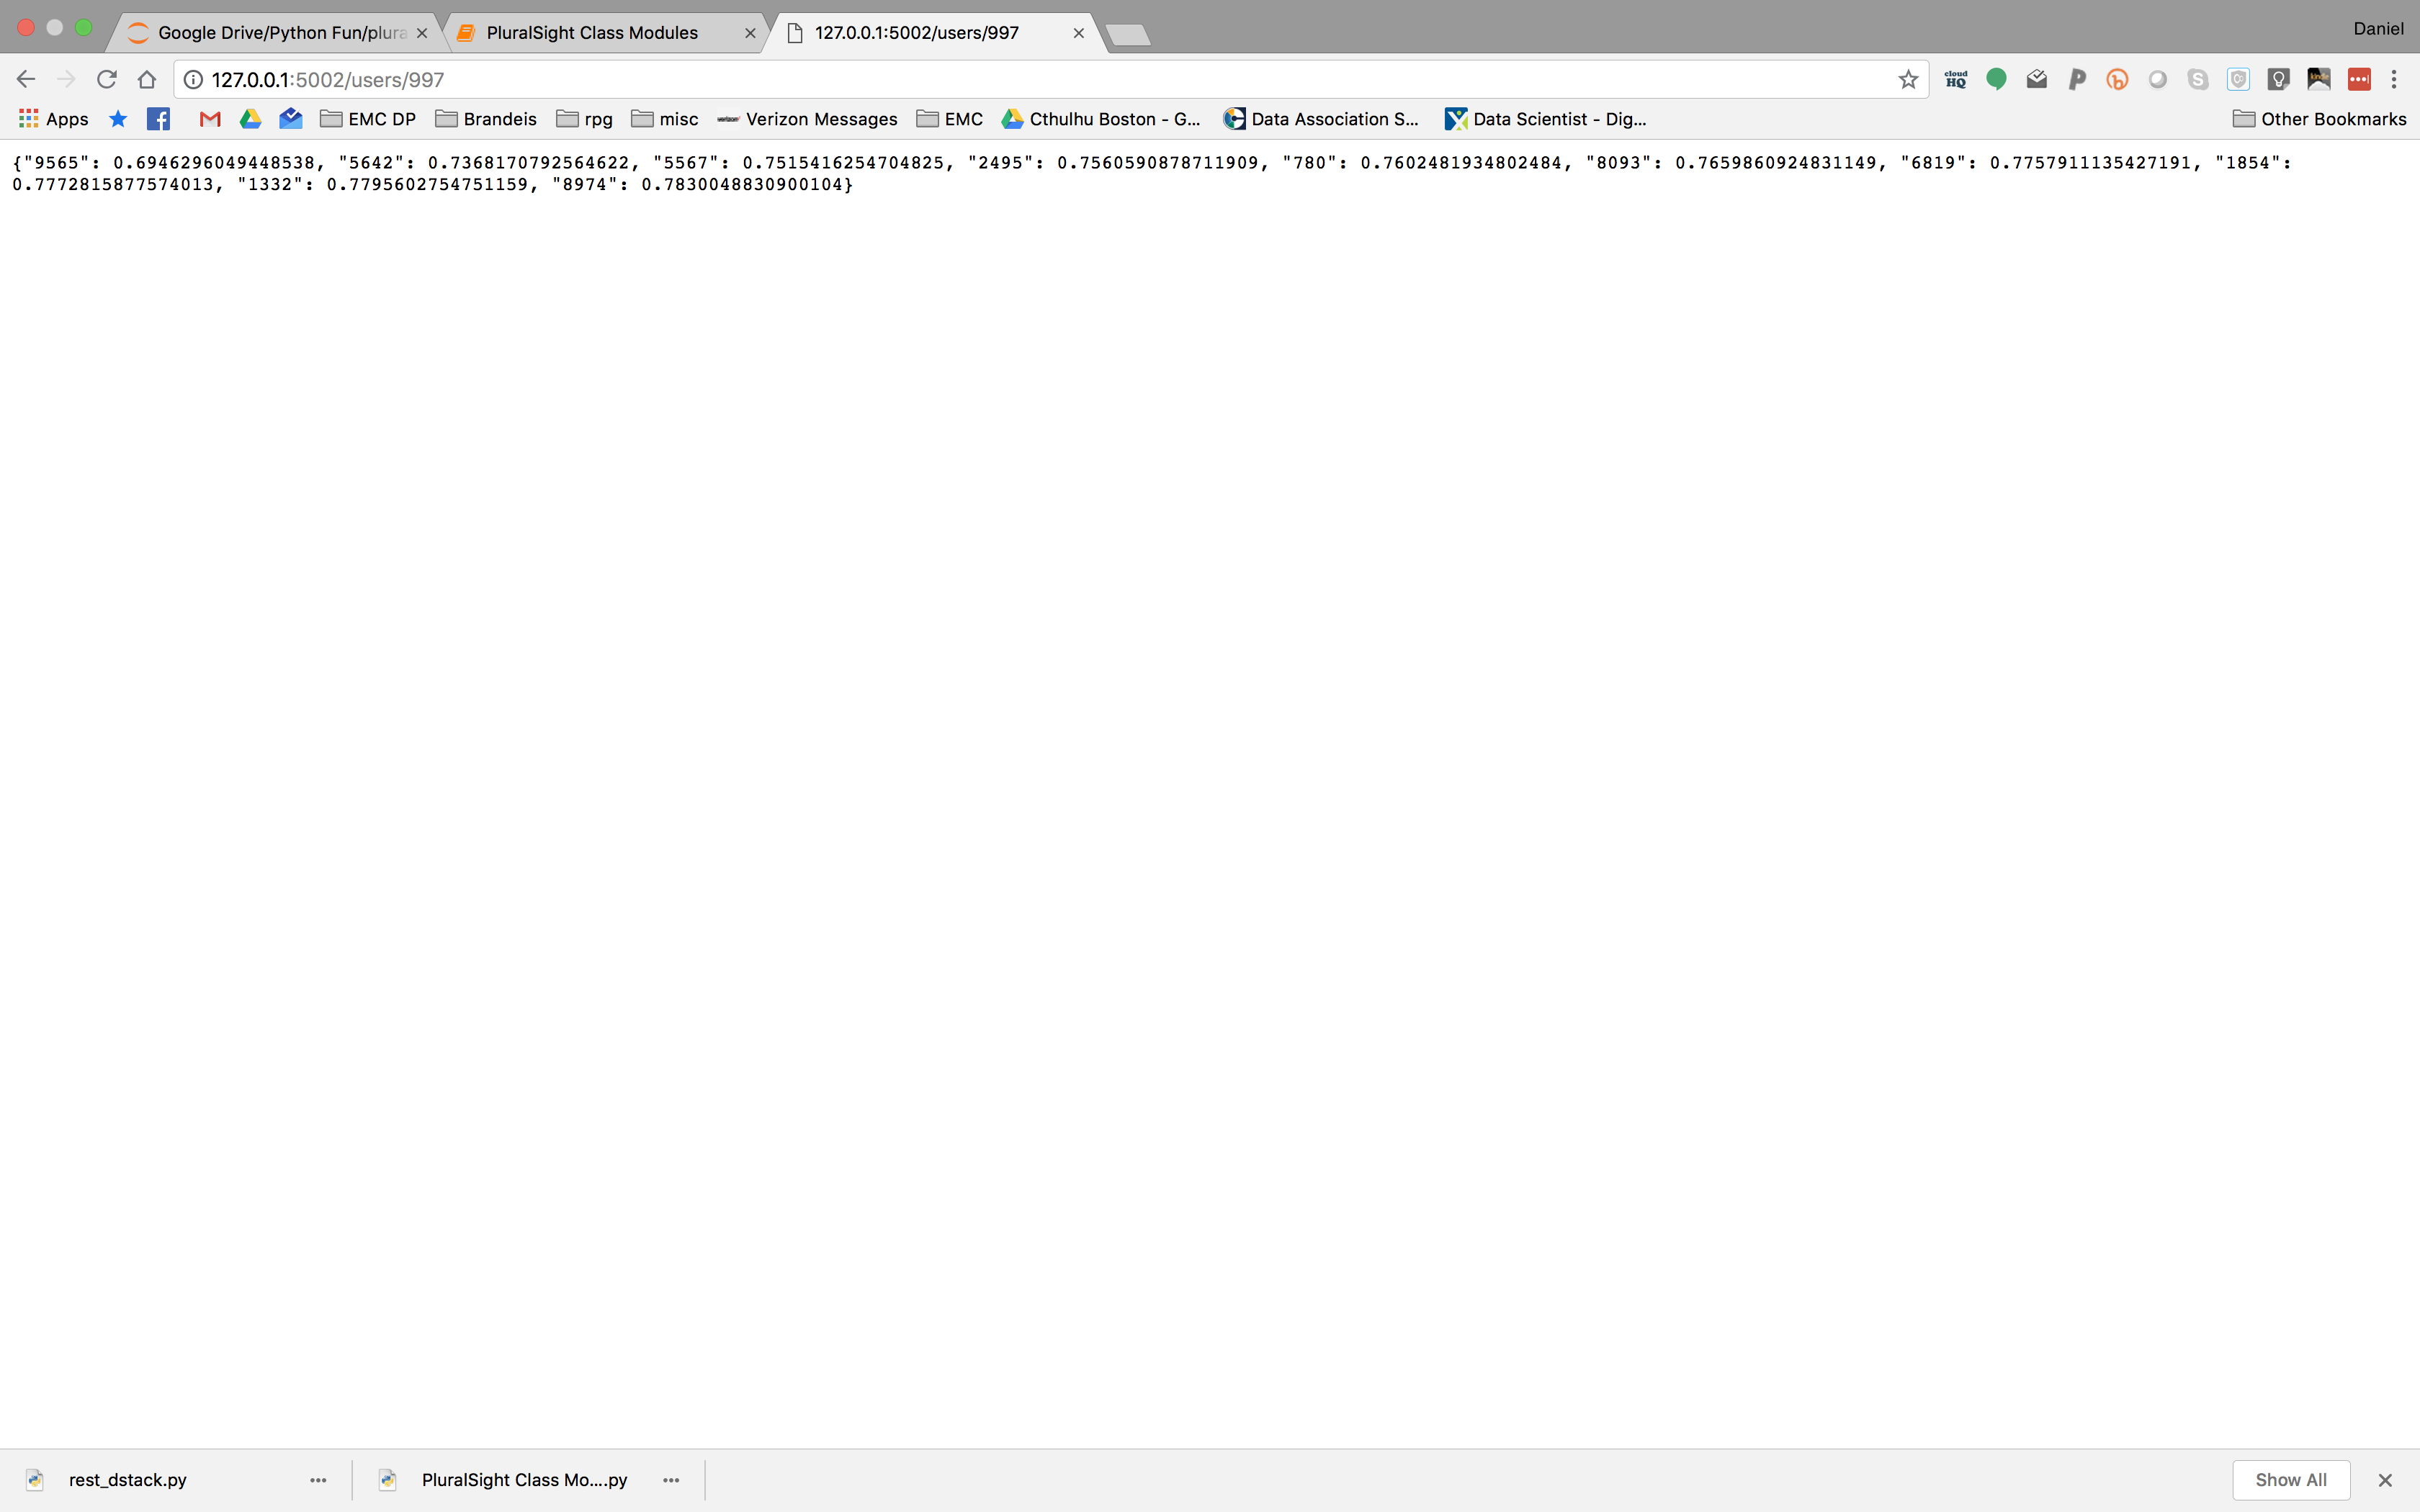 Google Drive/Python Fun/plura
PluralSight Class Modules
127.0.0.1:5002/users/997
Daniel
127.0.0.1:5002/users/997
cloud HQ
kindle
Apps
EMC DP
Brandeis
rpg
misc
verizon
Verizon Messages
EMC
Cthulhu Boston - G...
Data Association S...
Data Scientist - Dig...
Other Bookmarks
{"9565": 0.6946296049448538, "5642": 0.7368170792564622, "5567": 0.7515416254704825, "2495": 0.7560590878711909, "780": 0.7602481934802484, "8093": 0.7659860924831149, "6819": 0.7757911135427191, "1854":
0.7772815877574013, "1332": 0.7795602754751159, "8974": 0.7830048830900104}
rest_dstack.py
PluralSight Class Mo....py
Show All